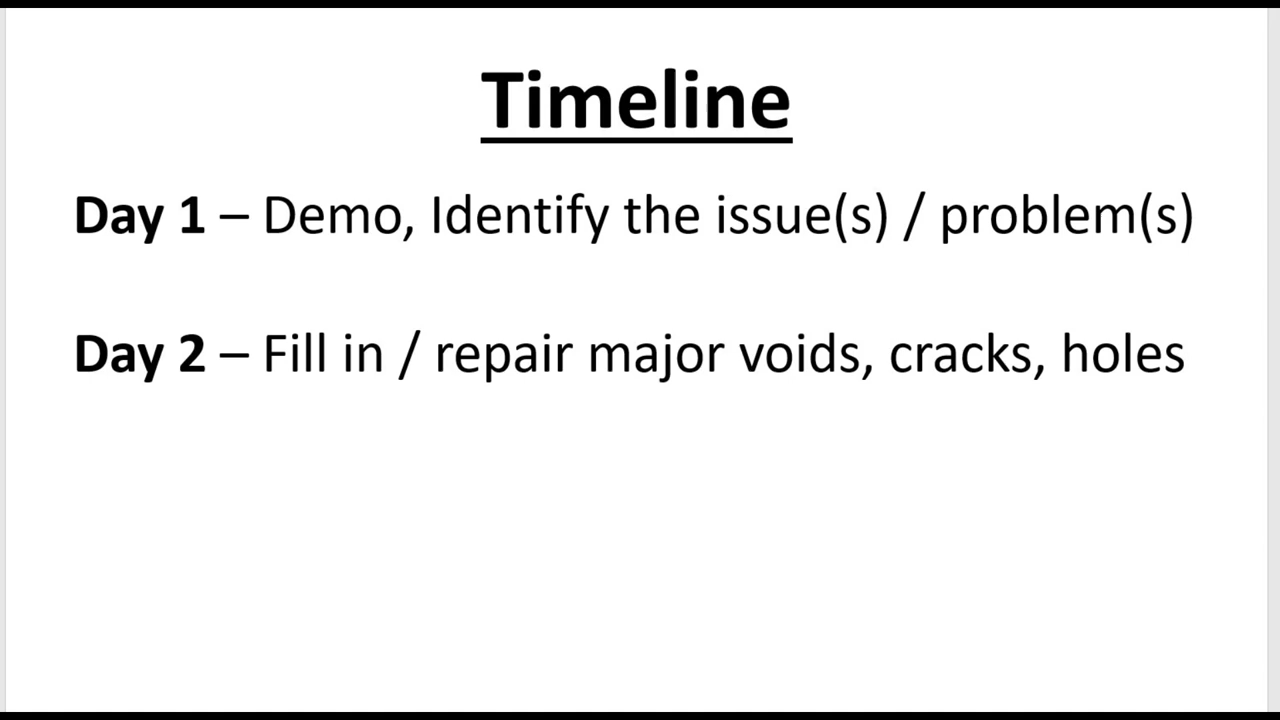 Timeline
Day 1 – Demo, Identify the issue(s) / problem(s)
Day 2 – Fill in / repair major voids, cracks, holes